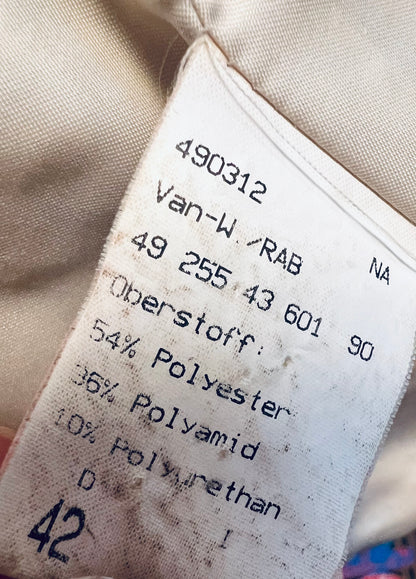 490312
Van-W./RAB NA
49 255 43 601 90
Oberstoff:
54% Polyester
36% Polyamid
10% Polyurethan
D I
42